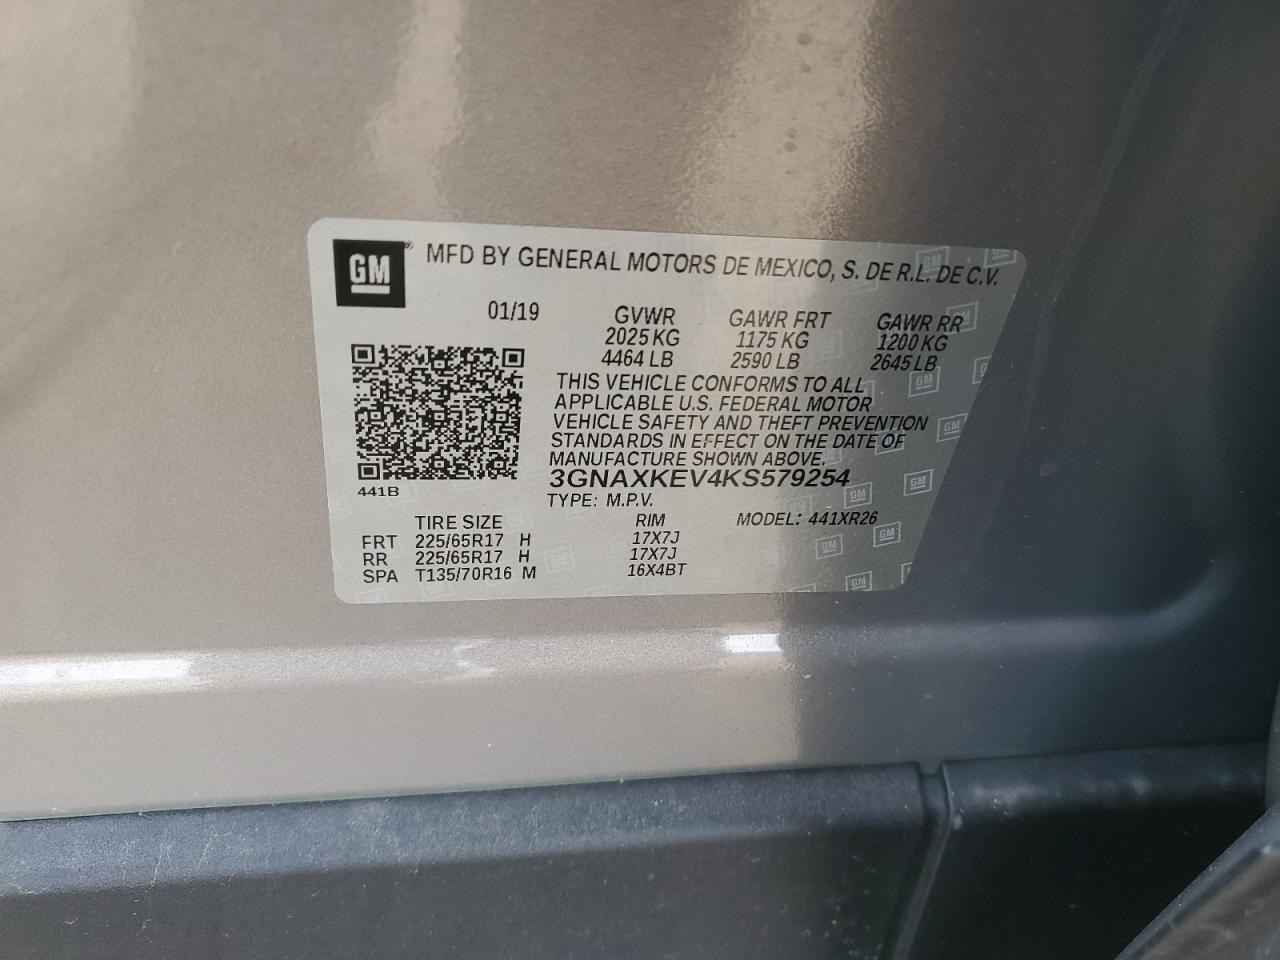 GM ® MFD BY GENERAL MOTORS DE MEXICO, S. DE R.L. DE C.V.
01/19 GVWR GAWR FRT GAWR RR
2025 KG 1175 KG 1200 KG
4464 LB 2590 LB 2645 LB
THIS VEHICLE CONFORMS TO ALL
APPLICABLE U.S. FEDERAL MOTOR
VEHICLE SAFETY AND THEFT PREVENTION
STANDARDS IN EFFECT ON THE DATE OF
MANUFACTURE SHOWN ABOVE.
3GNAXKEV4KS579254
441B
TYPE: M.P.V.
TIRE SIZE RIM MODEL: 441XR26
FRT 225/65R17 H 17X7J
RR 225/65R17 H 17X7J
SPA T135/70R16 M 16X4BT